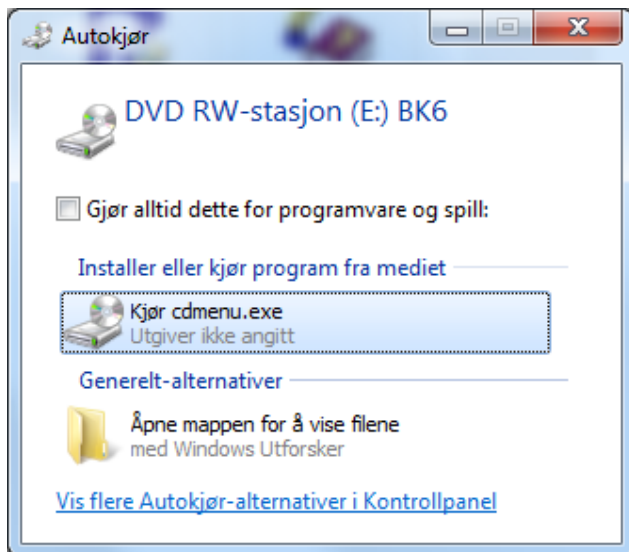 Autokjør
DVD RW-stasjon (E:) BK6
Gjør alltid dette for programvare og spill:
Installer eller kjør program fra mediet
Kjør cdmenu.exe
Utgiver ikke angitt
Generelt-alternativer
Åpne mappen for å vise filene
med Windows Utforsker
Vis flere Autokjør-alternativer i Kontrollpanel